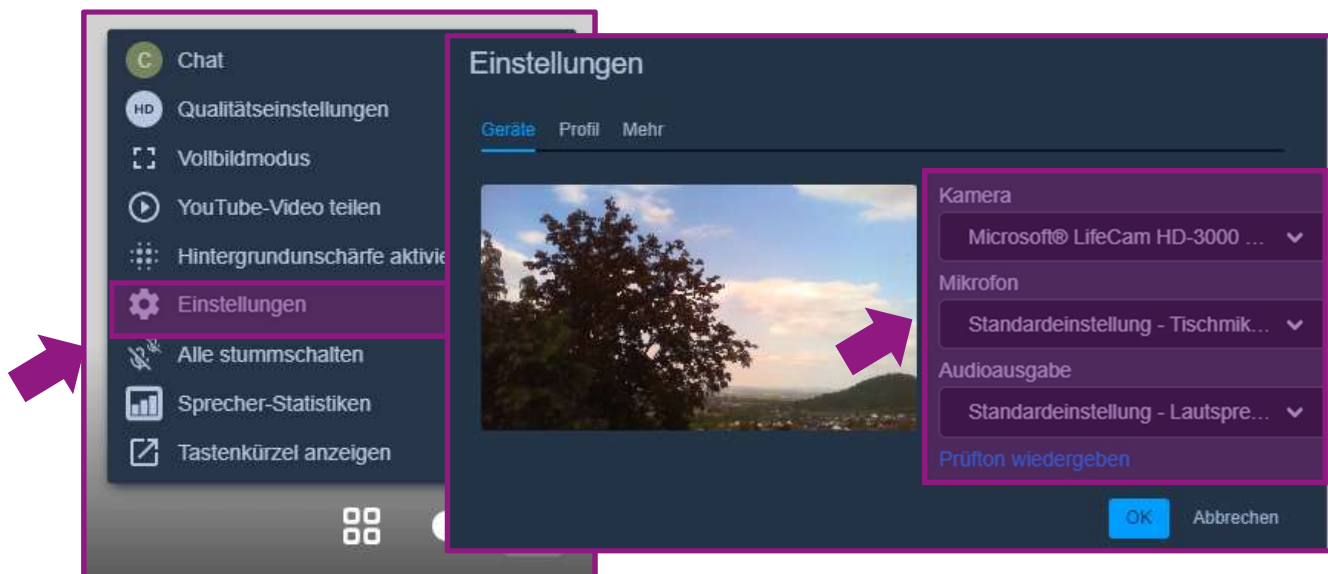 C Chat
HD Qualitätseinstellungen
Vollbildmodus
YouTube-Video teilen
Hintergrundunschärfe aktivie
Einstellungen
Alle stummschalten
Sprecher-Statistiken
Tastenkürzel anzeigen
Einstellungen
Geräte Profil Mehr
Kamera
Microsoft® LifeCam HD-3000 ...
Mikrofon
Standardeinstellung - Tischmik...
Audioausgabe
Standardeinstellung - Lautspre...
Prüfton wiedergeben
OK Abbrechen